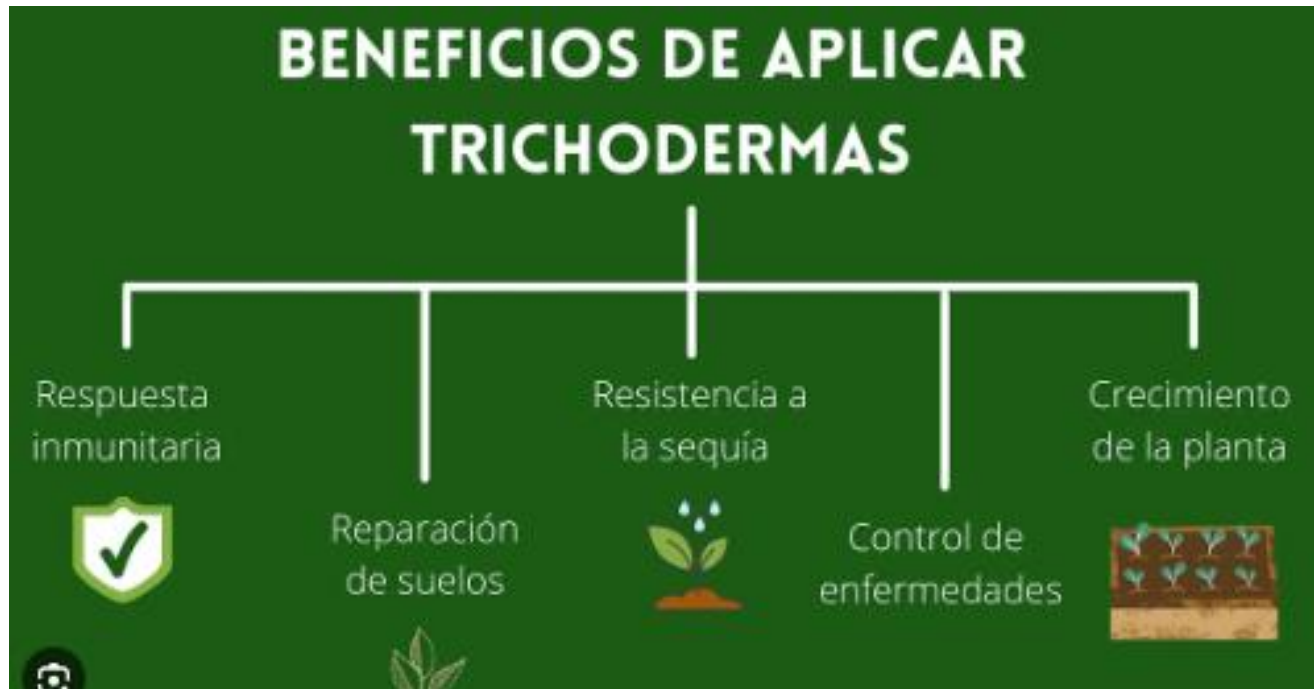 BENEFICIOS DE APLICAR
TRICHODERMAS
Respuesta
inmunitaria
Reparación
de suelos
Resistencia a
la sequía
Control de
enfermedades
Crecimiento
de la planta